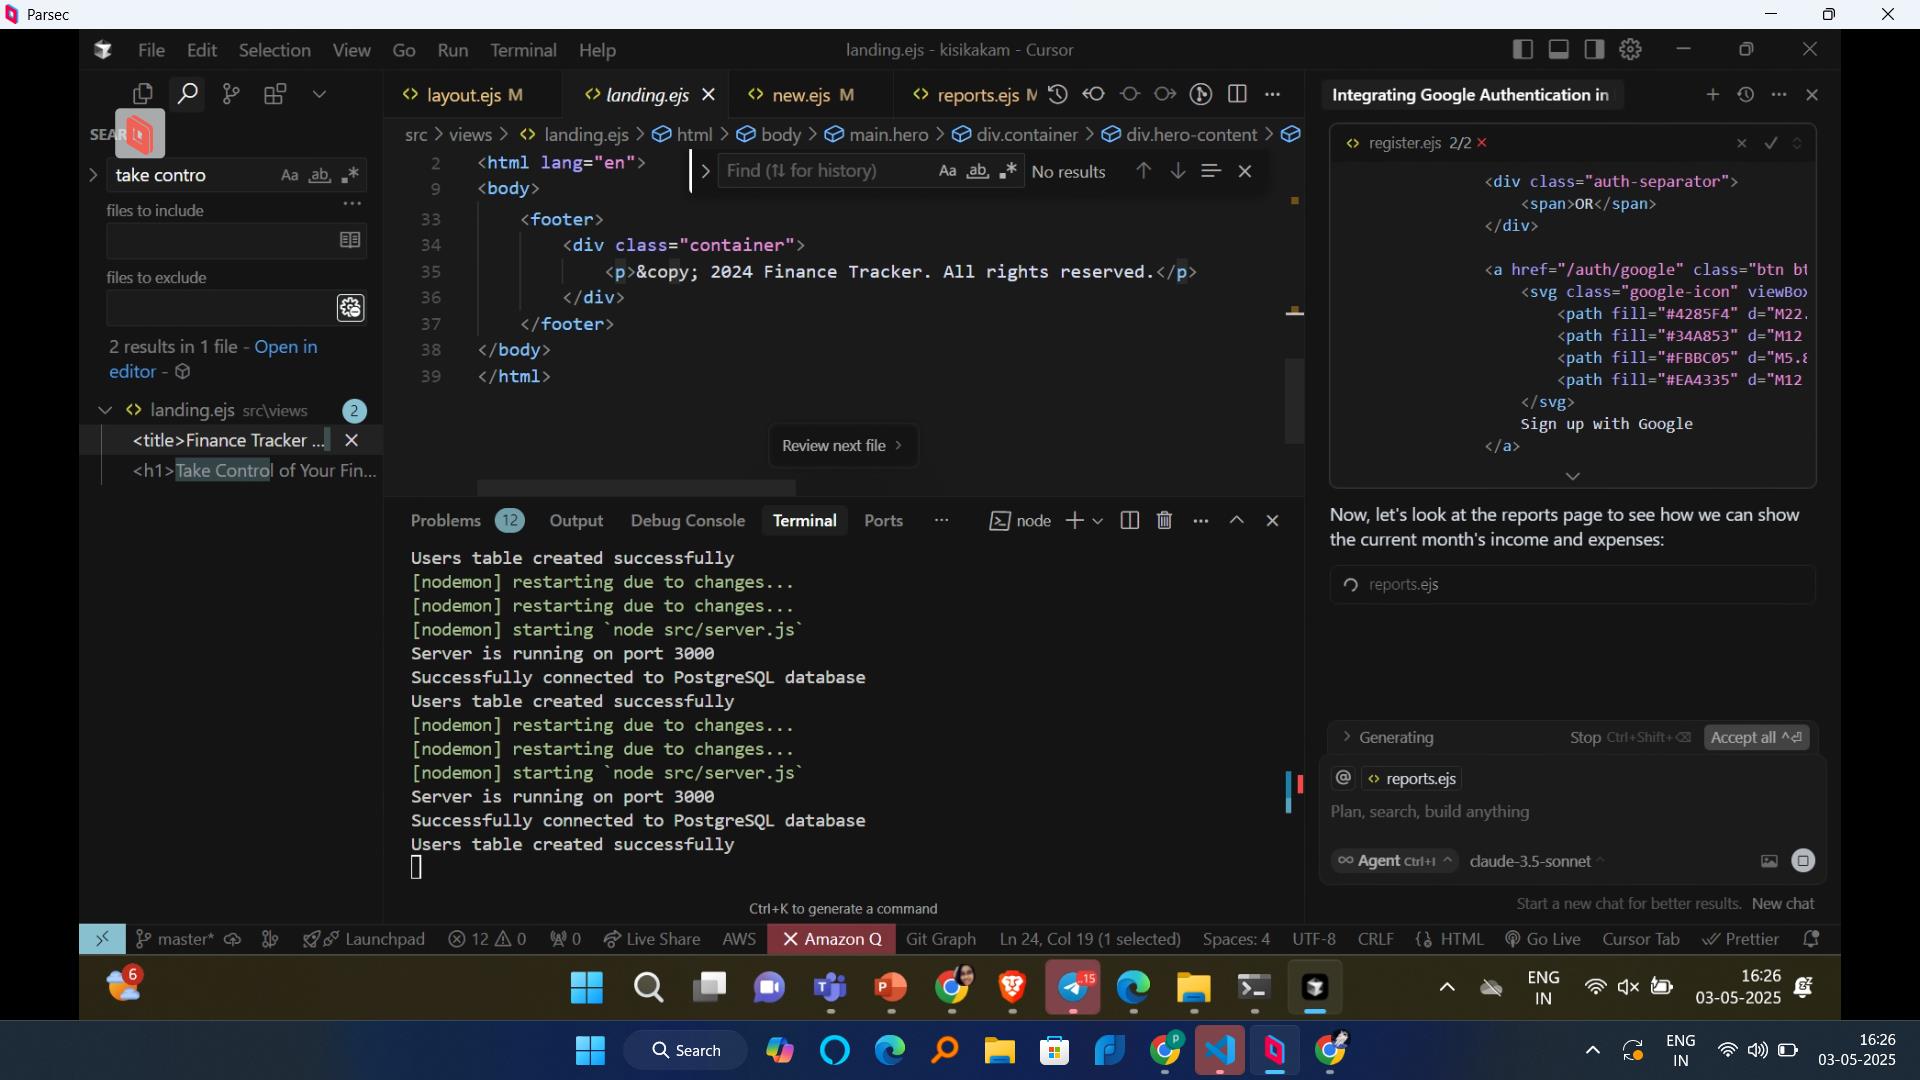 Parsec
File Edit Selection View Go Run Terminal Help
landing.ejs - kisikakam - Cursor
layout.ejs M
landing.ejs
new.ejs M
reports.ejs M
Integrating Google Authentication in
SEAR
src > views > landing.ejs > html > body > main.hero > div.container > div.hero-content >
take contro
files to include
files to exclude
2 results in 1 file - Open in
editor -
landing.ejs src\views 2
<title>Finance Tracker ...
<h1>Take Control of Your Fin...
Find (⇅ for history)
No results
2 <html lang="en">
9 <body>
33 <footer>
34 <div class="container">
35 <p>&copy; 2024 Finance Tracker. All rights reserved.</p>
36 </div>
37 </footer>
38 </body>
39 </html>
Review next file >
Problems 12 Output Debug Console Terminal Ports
node
Users table created successfully
[nodemon] restarting due to changes...
[nodemon] restarting due to changes...
[nodemon] starting `node src/server.js`
Server is running on port 3000
Successfully connected to PostgreSQL database
Users table created successfully
[nodemon] restarting due to changes...
[nodemon] restarting due to changes...
[nodemon] starting `node src/server.js`
Server is running on port 3000
Successfully connected to PostgreSQL database
Users table created successfully
Ctrl+K to generate a command
register.ejs 2/2
<div class="auth-separator">
<span>OR</span>
</div>
<a href="/auth/google" class="btn bt
<svg class="google-icon" viewBox
<path fill="#4285F4" d="M22.
<path fill="#34A853" d="M12
<path fill="#FBBC05" d="M5.8
<path fill="#EA4335" d="M12
</svg>
Sign up with Google
</a>
Now, let's look at the reports page to see how we can show
the current month's income and expenses:
reports.ejs
Generating Stop Ctrl+Shift+⌫ Accept all ^⏎
@ reports.ejs
Plan, search, build anything
∞ Agent Ctrl+I claude-3.5-sonnet
Start a new chat for better results. New chat
master* Launchpad 12 0 0 Live Share AWS Amazon Q Git Graph Ln 24, Col 19 (1 selected) Spaces: 4 UTF-8 CRLF HTML Go Live Cursor Tab Prettier
6
15
ENG
IN
16:26
03-05-2025
Search
ENG
IN
16:26
03-05-2025